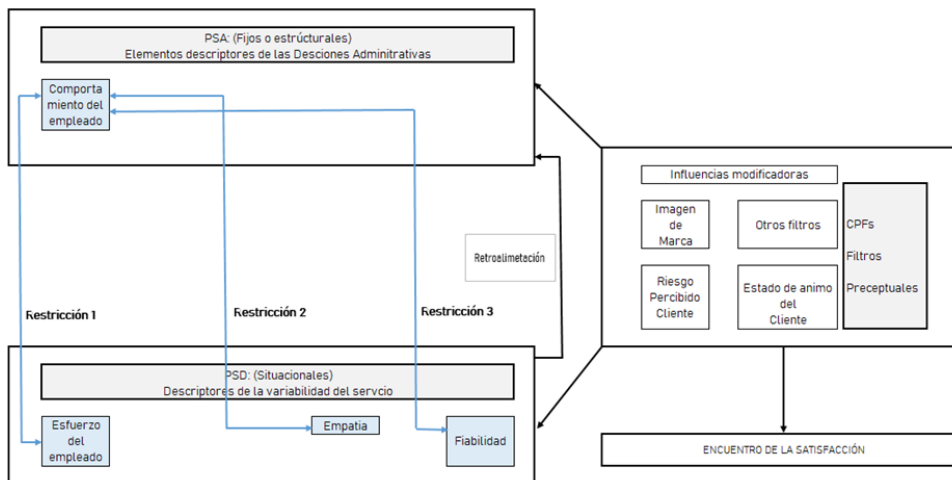 PSA: (Fijos o estrúcturales)
Elementos descriptores de las Desciones Adminitrativas
Comporta
miento del
empleado
Influencias modificadoras
Imagen
de
Marca
Otros filtros
CPFs
Filtros
Preceptuales
Riesgo
Percibido
Cliente
Estado de animo
del
Cliente
Retroalimetación
Restricción 1
Restricción 2
Restricción 3
PSD: (Situacionales)
Descriptores de la variabilidad del servcio
Esfuerzo
del
empleado
Empatia
Fiabilidad
ENCUENTRO DE LA SATISFACCIÓN